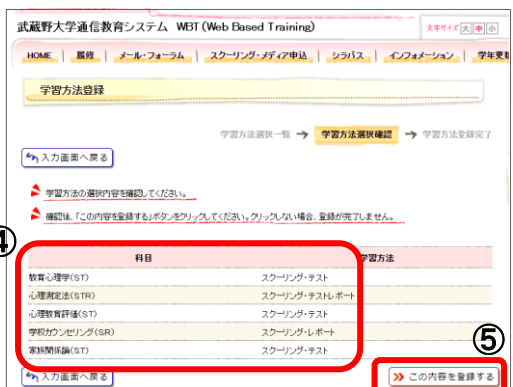 武蔵野大学通信教育システム WBT(Web Based Training)
文字サイズ 大 中 小
HOME 履修 メール・フォーラム スクーリング・メディア申込 シラバス インフォメーション 学年更
学習方法登録
学習方法選択一覧 → 学習方法選択確認 → 学習方法登録完了
入力画面へ戻る
学習方法の選択内容を確認してください。
確認後、「この内容を登録する」ボタンをクリックしてください。クリックしない場合、登録が完了しません。
④
科目 学習方法
教育心理学(ST) スクーリング・テスト
心理測定法(STR) スクーリング・テストレポート
心理教育評価(ST) スクーリング・テスト
学校カウンセリング(SR) スクーリング・レポート
家族関係論(ST) スクーリング・テスト
⑤
入力画面へ戻る
この内容を登録する